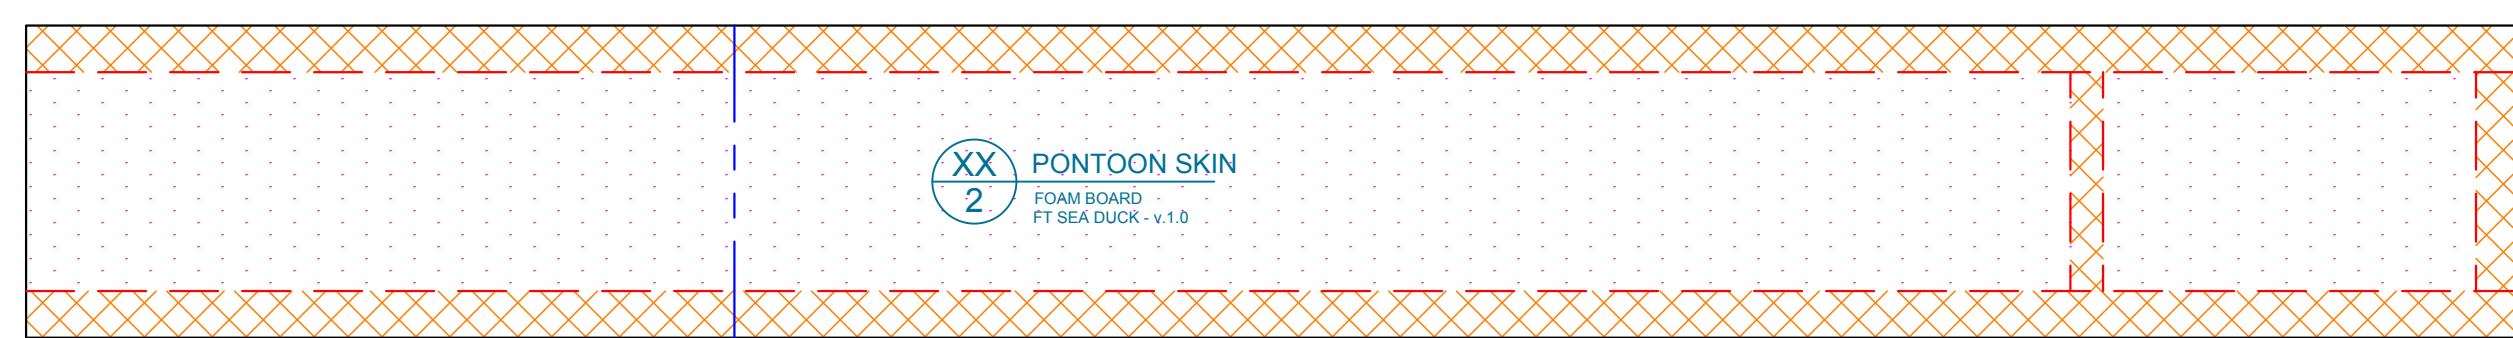 XX
2
PONTOON SKIN
FOAM BOARD
FT SEA DUCK - v.1.0